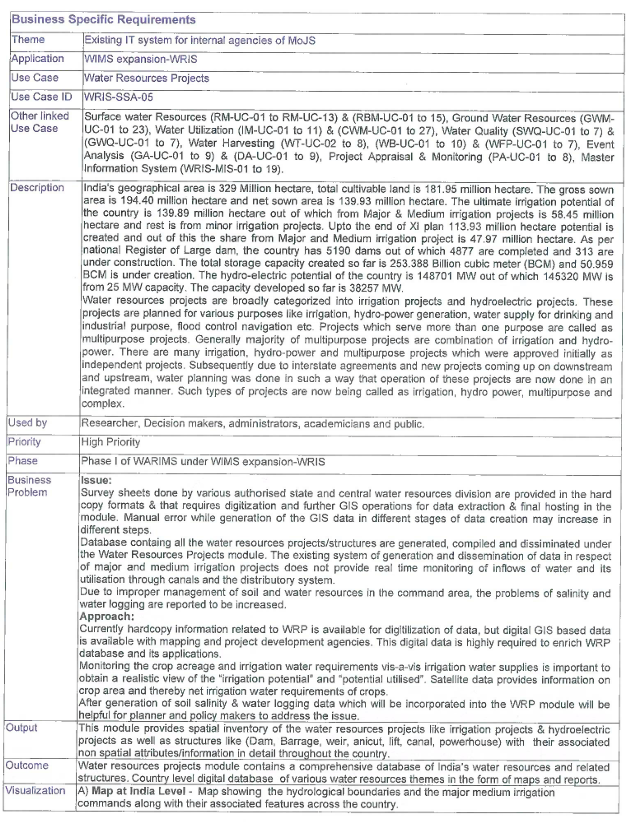 Business Specific Requirements
Theme
Existing IT system for internal agencies of MoJS
Application
WIMS expansion-WRIS
Use Case
Water Resources Projects
Use Case ID
WRIS-SSA-05
Other linked
Use Case
Surface water Resources (RM-UC-01 to RM-UC-13) & (RBM-UC-01 to 15), Ground Water Resources (GWM-
UC-01 to 23), Water Utilization (IM-UC-01 to 11) & (CWM-UC-01 to 27), Water Quality (SWQ-UC-01 to 7) &
(GWQ-UC-01 to 7), Water Harvesting (WT-UC-02 to 8), (WB-UC-01 to 10) & (WFP-UC-01 to 7), Event
Analysis (GA-UC-01 to 9) & (DA-UC-01 to 9), Project Appraisal & Monitoring (PA-UC-01 to 8), Master
Information System (WRIS-MIS-01 to 19).
Description
India's geographical area is 329 Million hectare, total cultivable land is 181.95 million hectare. The gross sown
area is 194.40 million hectare and net sown area is 139.93 million hectare. The ultimate irrigation potential of
the country is 139.89 million hectare out of which from Major & Medium irrigation projects is 58.45 million
hectare and rest is from minor irrigation projects. Upto the end of XI plan 113.93 million hectare potential is
created and out of this the share from Major and Medium irrigation project is 47.97 million hectare. As per
national Register of Large dam, the country has 5190 dams out of which 4877 are completed and 313 are
under construction. The total storage capacity created so far is 253.388 Billion cubic meter (BCM) and 50.959
BCM is under creation. The hydro-electric potential of the country is 148701 MW out of which 145320 MW is
from 25 MW capacity. The capacity developed so far is 38257 MW.
Water resources projects are broadly categorized into irrigation projects and hydroelectric projects. These
projects are planned for various purposes like irrigation, hydro-power generation, water supply for drinking and
industrial purpose, flood control navigation etc. Projects which serve more than one purpose are called as
multipurpose projects. Generally majority of multipurpose projects are combination of irrigation and hydro-
power. There are many irrigation, hydro-power and multipurpose projects which were approved initially as
independent projects. Subsequently due to interstate agreements and new projects coming up on downstream
and upstream, water planning was done in such a way that operation of these projects are now done in an
integrated manner. Such types of projects are now being called as irrigation, hydro power, multipurpose and
complex.
Used by
Researcher, Decision makers, administrators, academicians and public.
Priority
High Priority
Phase
Phase I of WARIMS under WIMS expansion-WRIS
Business
Problem
Issue:
Survey sheets done by various authorised state and central water resources division are provided in the hard
copy formats & that requires digitization and further GIS operations for data extraction & final hosting in the
module. Manual error while generation of the GIS data in different stages of data creation may increase in
different steps.
Database containg all the water resources projects/structures are generated, compiled and dissiminated under
the Water Resources Projects module. The existing system of generation and dissemination of data in respect
of major and medium irrigation projects does not provide real time monitoring of inflows of water and its
utilisation through canals and the distributory system.
Due to improper management of soil and water resources in the command area, the problems of salinity and
water logging are reported to be increased.
Approach:
Currently hardcopy information related to WRP is available for digitilization of data, but digital GIS based data
is available with mapping and project development agencies. This digital data is highly required to enrich WRP
database and its applications.
Monitoring the crop acreage and irrigation water requirements vis-a-vis irrigation water supplies is important to
obtain a realistic view of the "irrigation potential" and "potential utilised". Satellite data provides information on
crop area and thereby net irrigation water requirements of crops.
After generation of soil salinity & water logging data which will be incorporated into the WRP module will be
helpful for planner and policy makers to address the issue.
Output
This module provides spatial inventory of the water resources projects like irrigation projects & hydroelectric
projects as well as structures like (Dam, Barrage, weir, anicut, lift, canal, powerhouse) with their associated
non spatial attributes/information in detail throughout the country.
Outcome
Water resources projects module contains a comprehensive database of India's water resources and related
structures. Country level digital database of various water resources themes in the form of maps and reports.
Visualization
A) Map at India Level - Map showing the hydrological boundaries and the major medium irrigation
commands along with their associated features across the country.